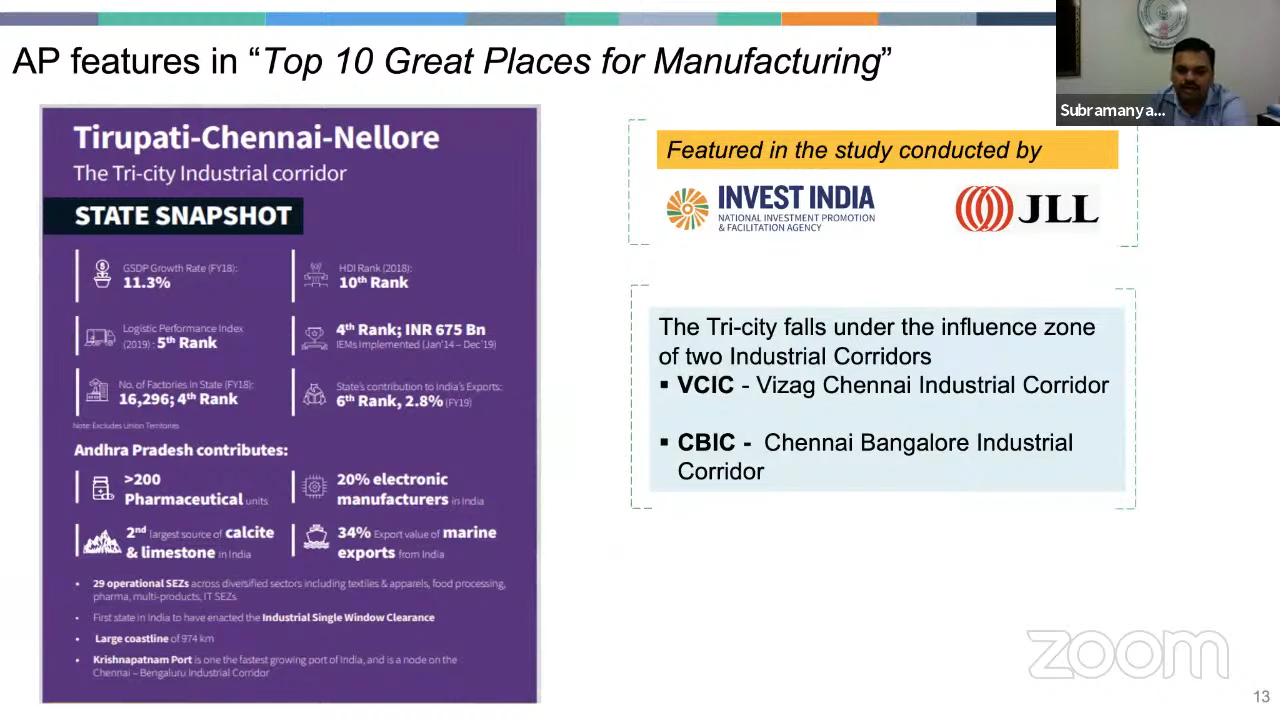 AP features in “Top 10 Great Places for Manufacturing”
Subramanya...
Tirupati-Chennai-Nellore
The Tri-city Industrial corridor
STATE SNAPSHOT
GSDP Growth Rate (FY18):
11.3%
HDI Rank (2018):
10th Rank
Logistic Performance Index
(2019) : 5th Rank
4th Rank; INR 675 Bn
IEMs Implemented (Jan'14 – Dec'19)
No. of Factories in State (FY18):
16,296; 4th Rank
State's contribution to India's Exports:
6th Rank, 2.8% (FY19)
Note: Excludes Union Territories
Andhra Pradesh contributes:
>200
Pharmaceutical units
20% electronic
manufacturers in India
2nd largest source of calcite
& limestone in India
34% Export value of marine
exports from India
• 29 operational SEZs across diversified sectors including textiles & apparels, food processing,
pharma, multi-products, IT SEZs
• First state in India to have enacted the Industrial Single Window Clearance
• Large coastline of 974 km
• Krishnapatnam Port is one the fastest growing port of India, and is a node on the
Chennai – Bengaluru Industrial Corridor
Featured in the study conducted by
INVEST INDIA
NATIONAL INVESTMENT PROMOTION
& FACILITATION AGENCY
JLL
The Tri-city falls under the influence zone
of two Industrial Corridors
▪ VCIC - Vizag Chennai Industrial Corridor
▪ CBIC - Chennai Bangalore Industrial
Corridor
zoom
13